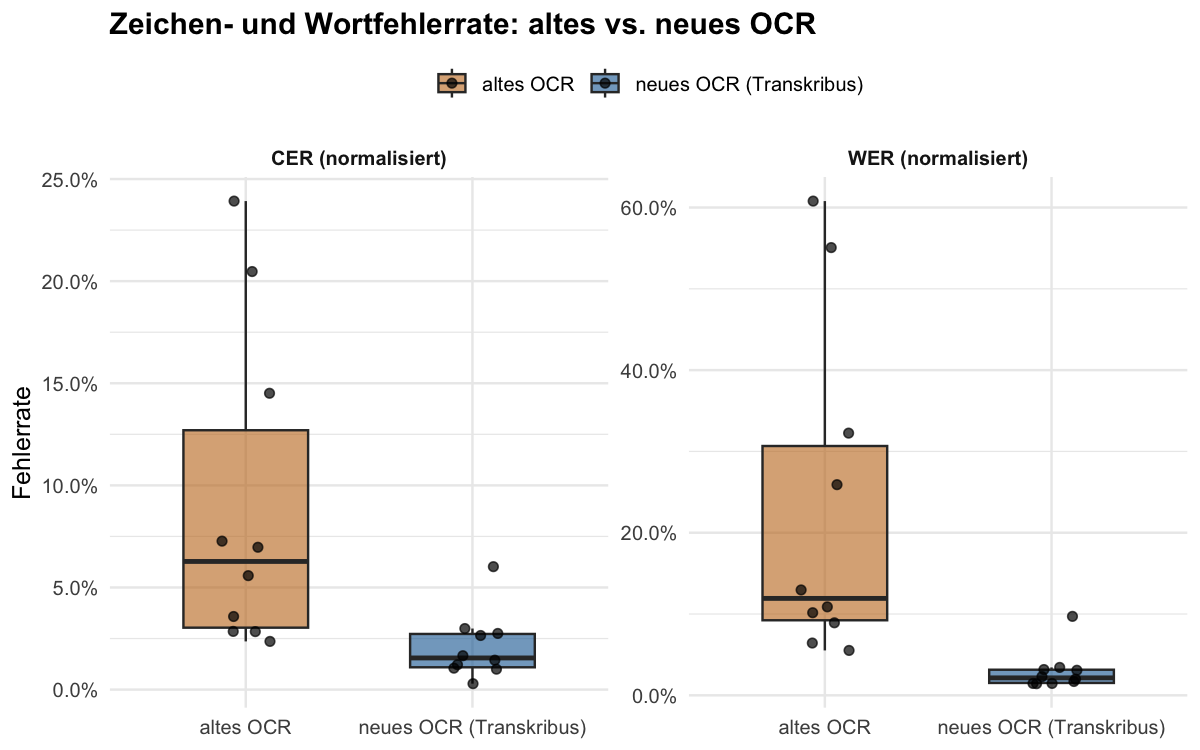 Zeichen- und Wortfehlerrate: altes vs. neues OCR
altes OCR neues OCR (Transkribus)
CER (normalisiert) WER (normalisiert)
Fehlerrate
25.0%
20.0%
15.0%
10.0%
5.0%
0.0%
60.0%
40.0%
20.0%
0.0%
altes OCR neues OCR (Transkribus) altes OCR neues OCR (Transkribus)